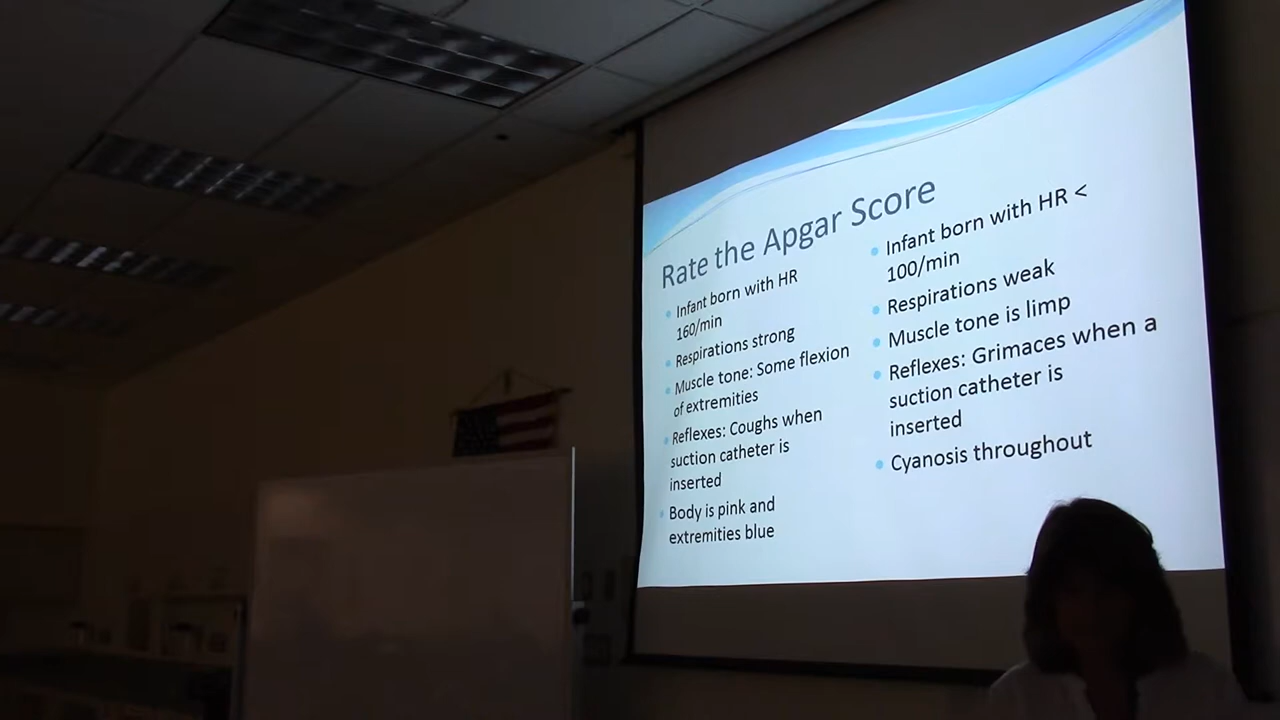 Rate the Apgar Score
Infant born with HR
160/min
Respirations strong
Muscle tone: Some flexion
of extremities
Reflexes: Coughs when
suction catheter is
inserted
Body is pink and
extremities blue
Infant born with HR <
100/min
Respirations weak
Muscle tone is limp
Reflexes: Grimaces when a
suction catheter is
inserted
Cyanosis throughout